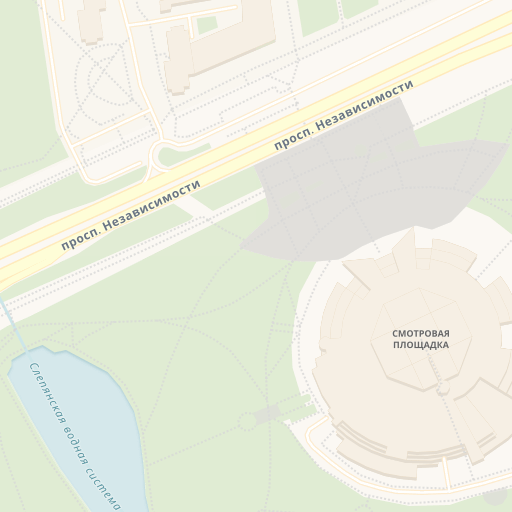 просп. Независимости
просп. Независимости
СМОТРОВАЯ
ПЛОЩАДКА
Слепянская водная система